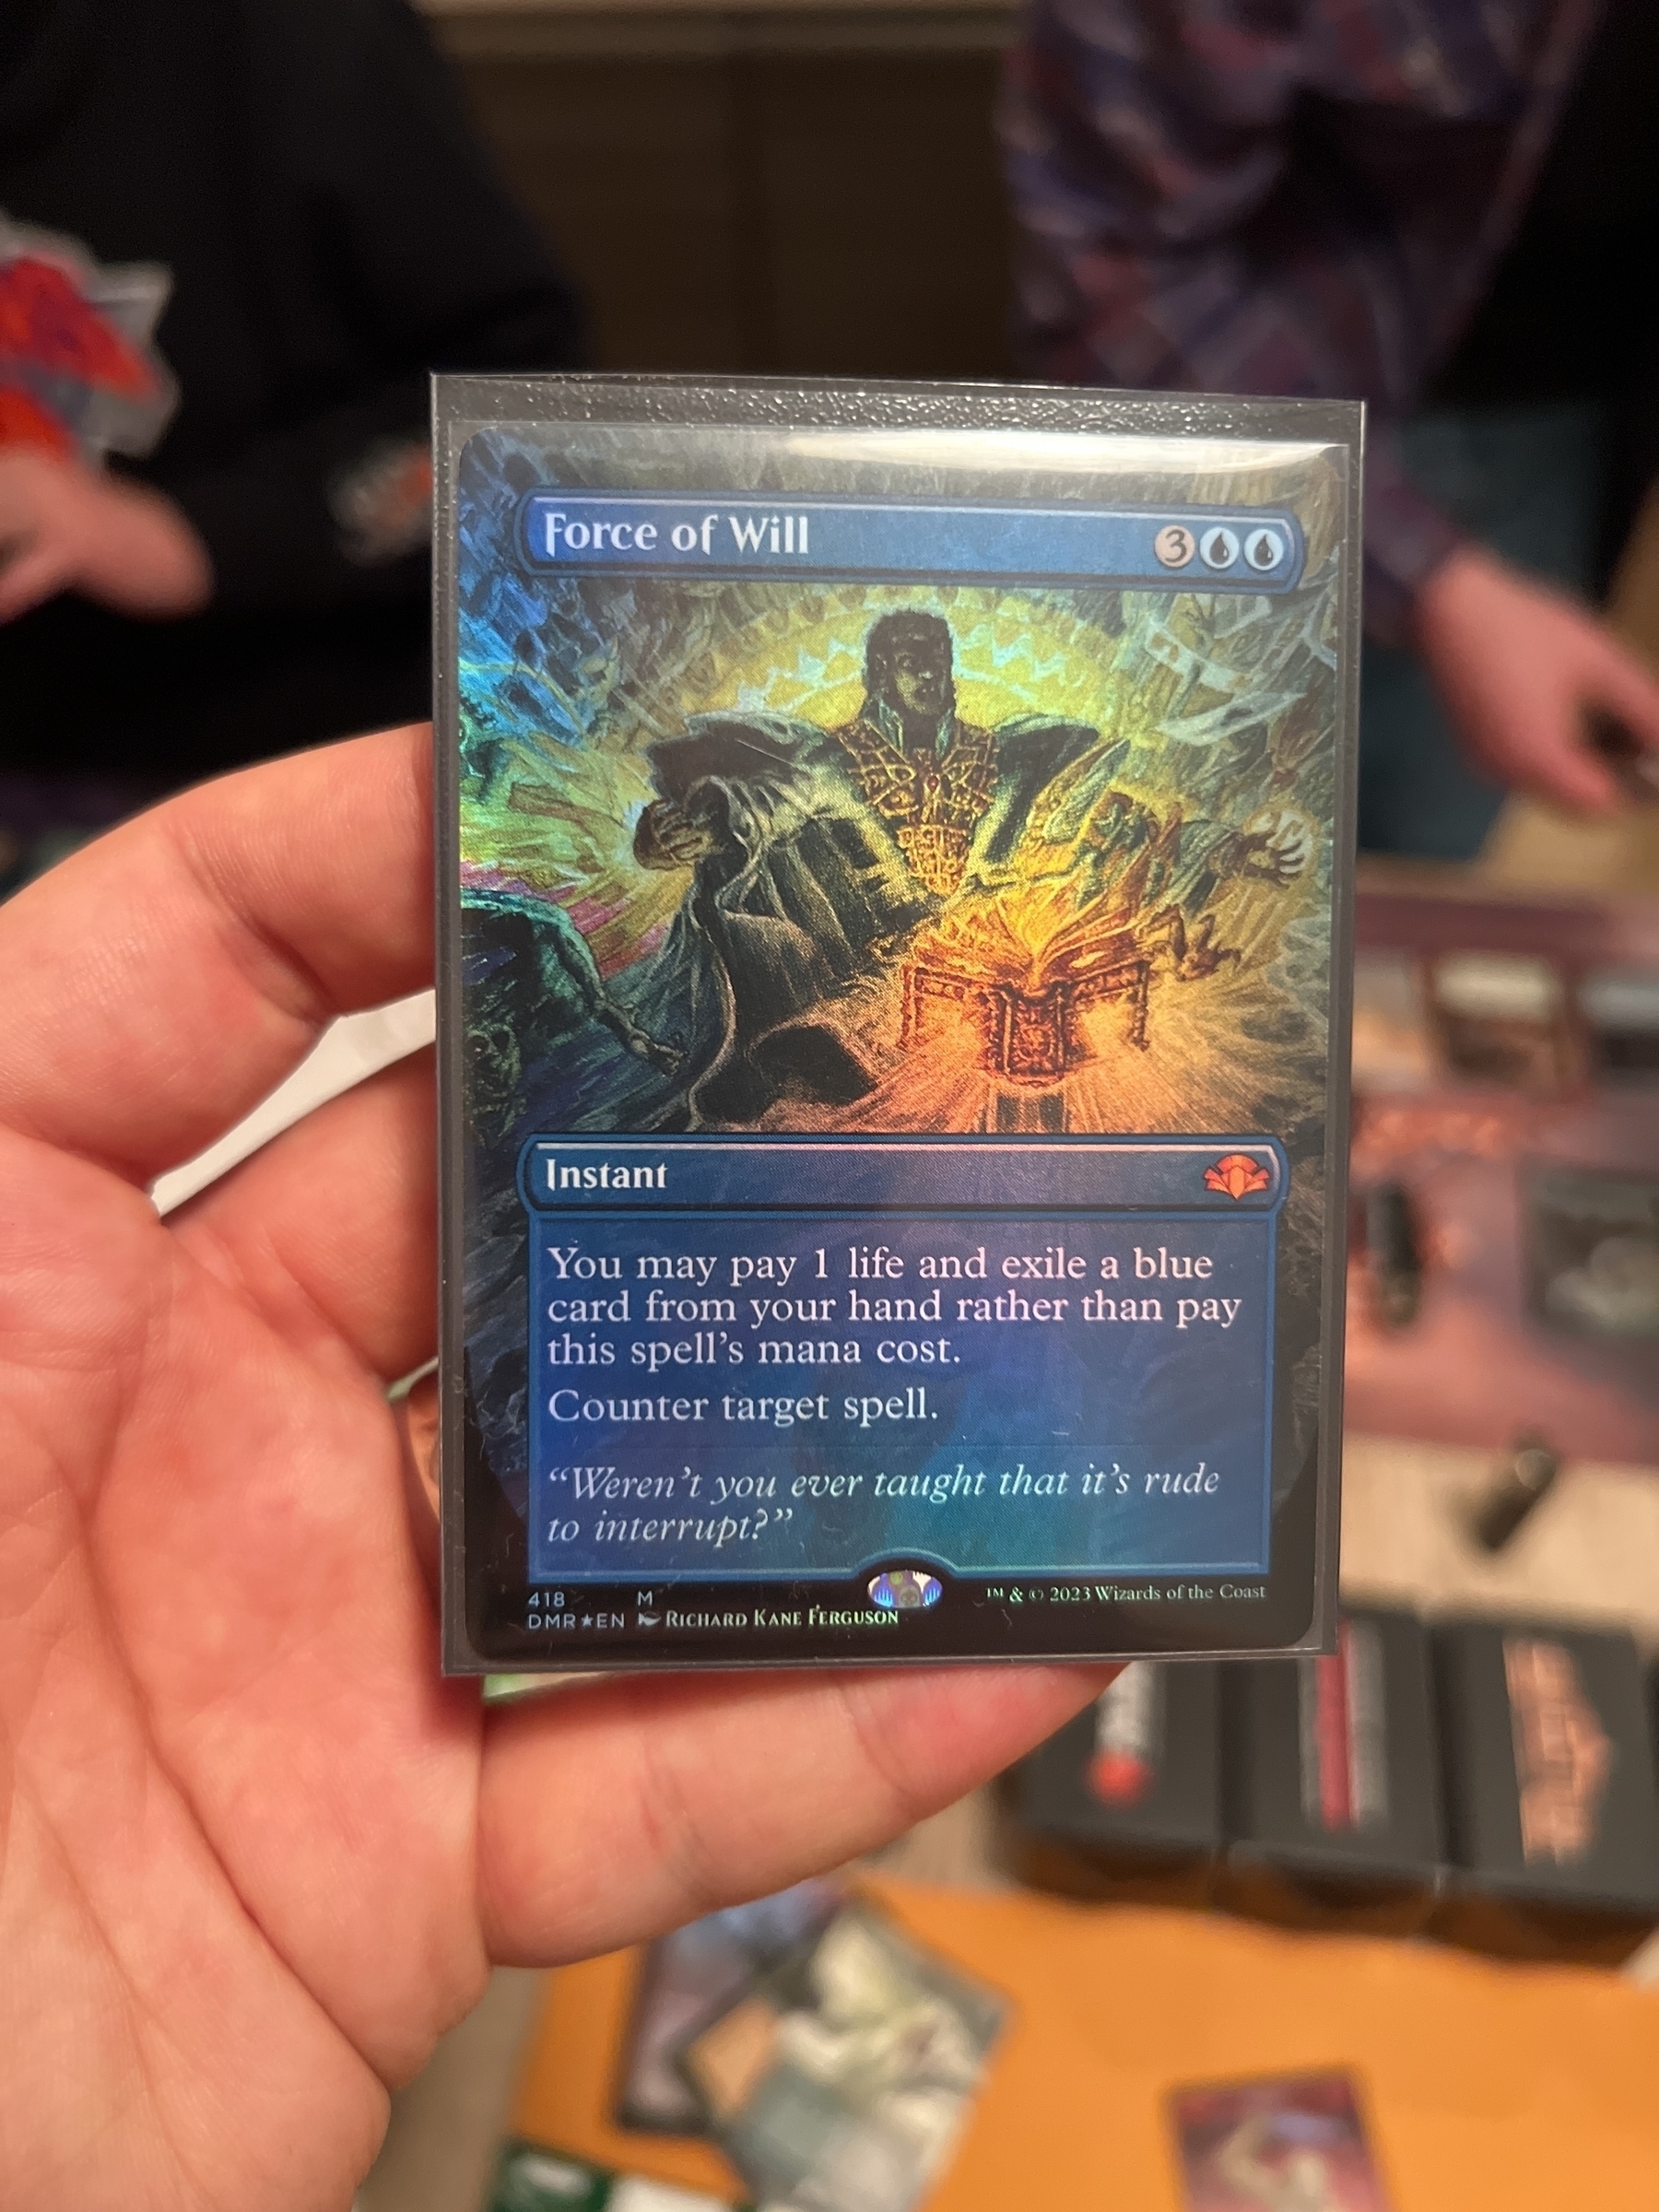 Force of Will
3
Instant
You may pay 1 life and exile a blue
card from your hand rather than pay
this spell's mana cost.
Counter target spell.
“Weren't you ever taught that it's rude
to interrupt?”
418 M
™ & © 2023 Wizards of the Coast
DMR★EN RICHARD KANE FERGUSON